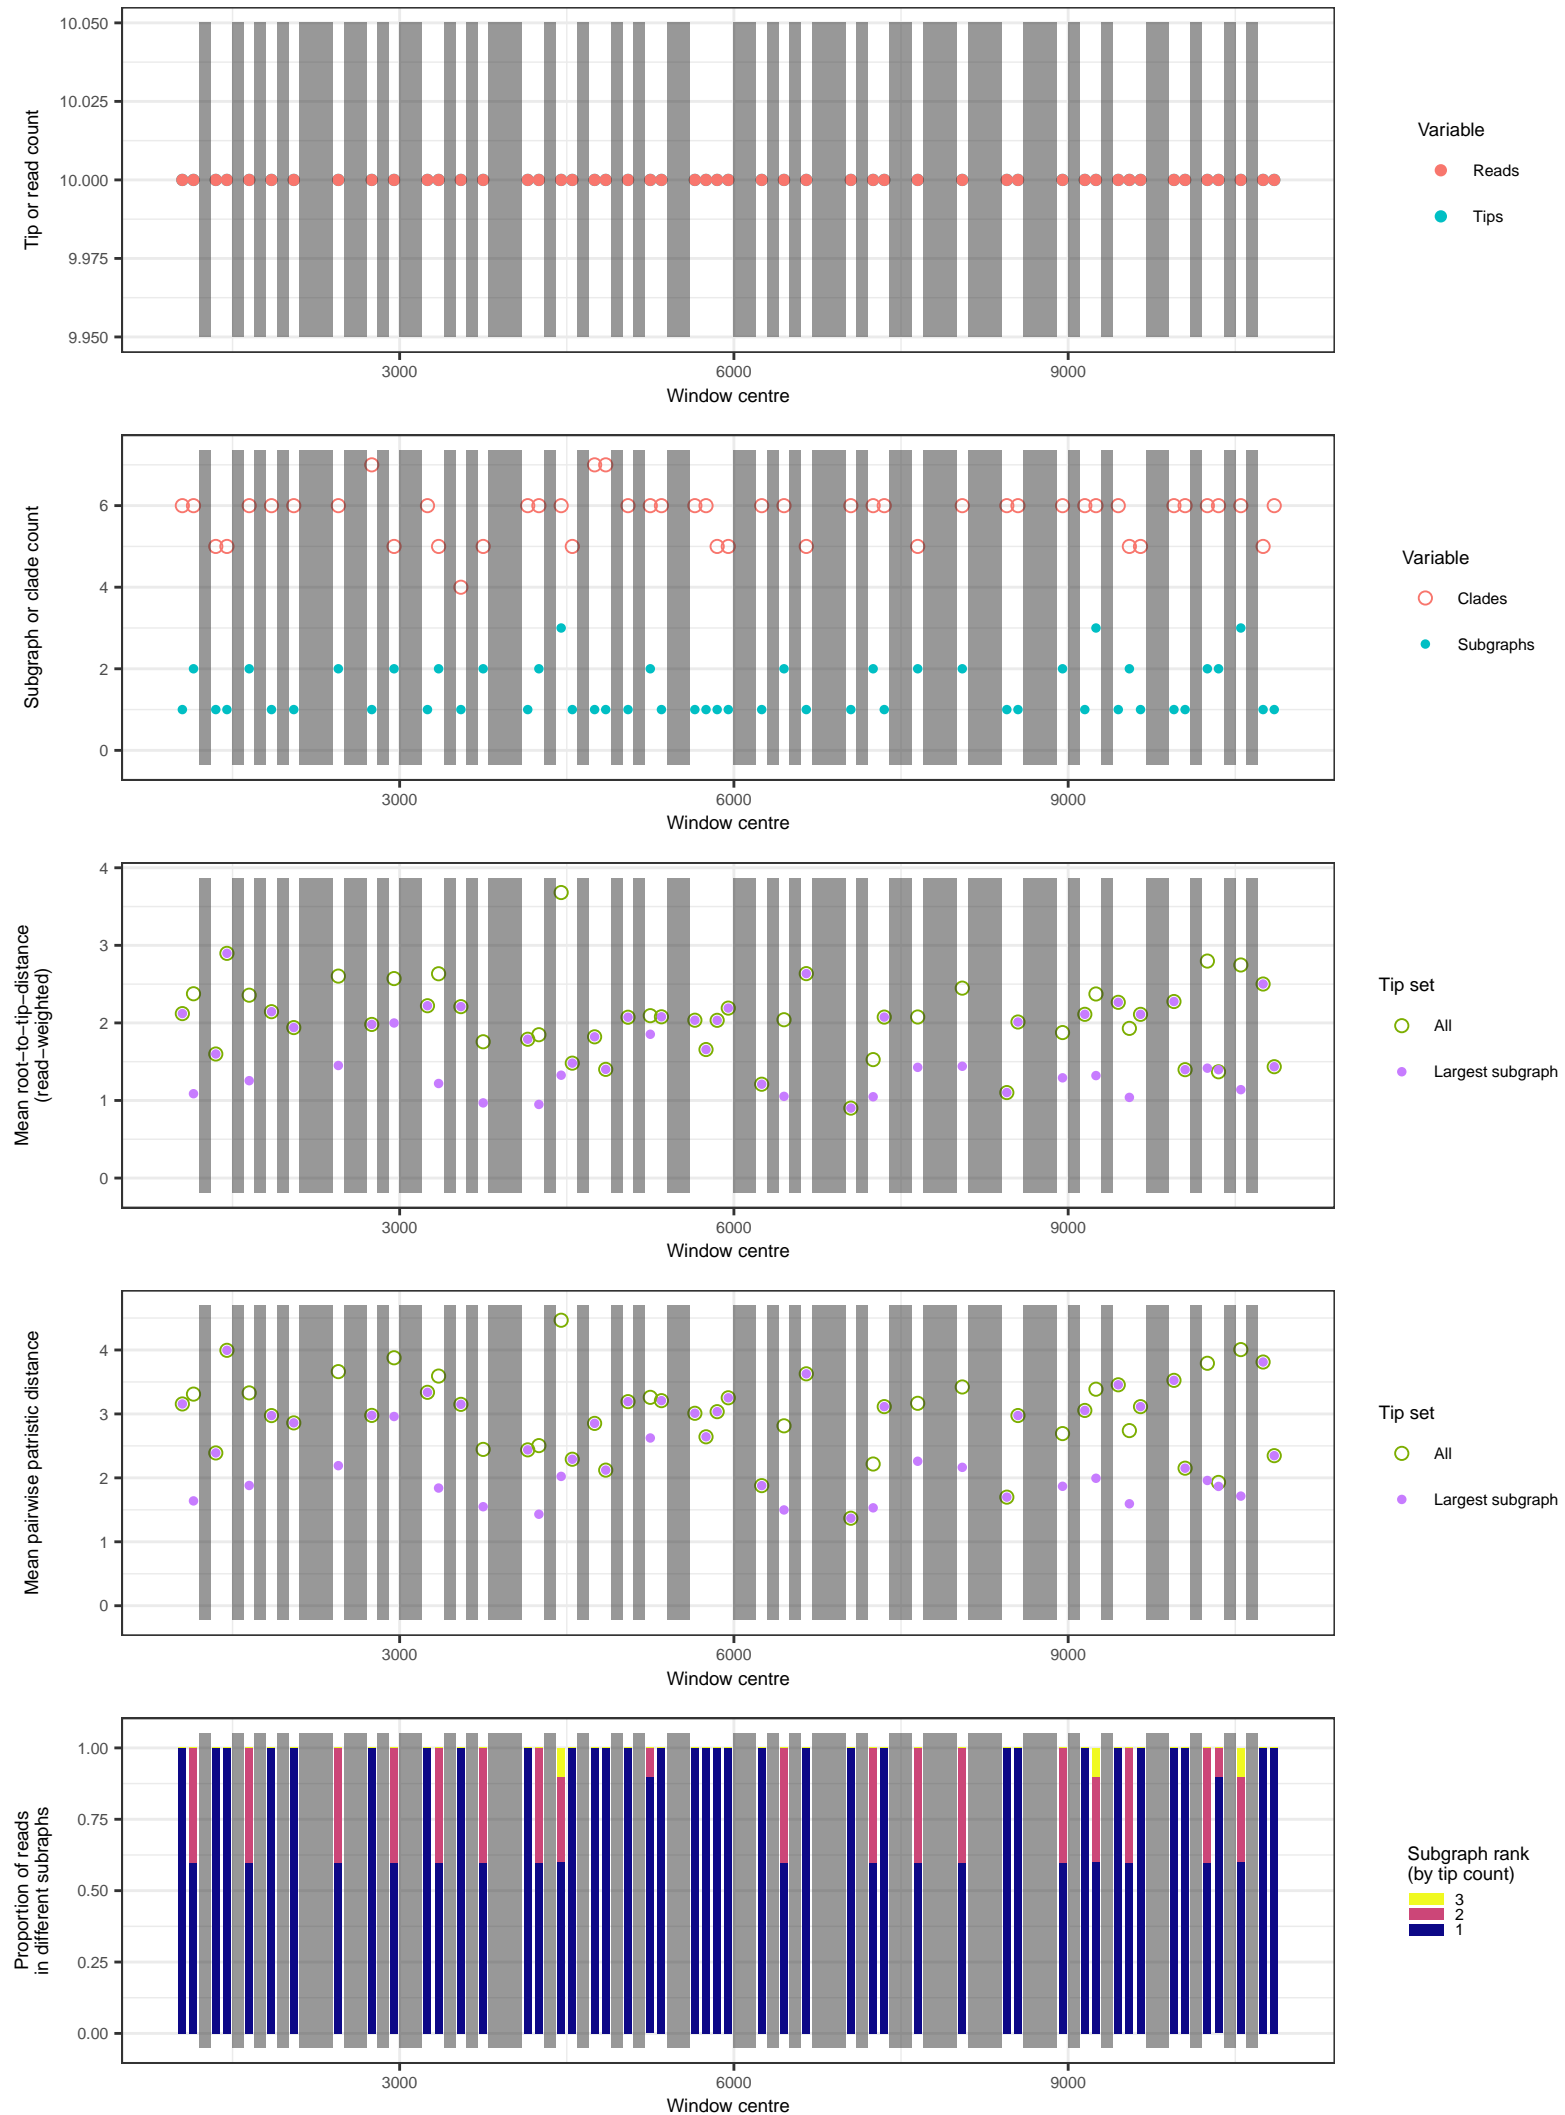 10.050
10.025
10.000
9.975
9.950
Tip or read count
3000
6000
9000
Window centre
Variable
Reads
Tips
6
4
2
0
Subgraph or clade count
3000
6000
9000
Window centre
Variable
Clades
Subgraphs
4
3
2
1
0
Mean root−to−tip−distance
(read−weighted)
3000
6000
9000
Window centre
Tip set
All
Largest subgraph
4
3
2
1
0
Mean pairwise patristic distance
3000
6000
9000
Window centre
Tip set
All
Largest subgraph
1.00
0.75
0.50
0.25
0.00
Proportion of reads
in different subraphs
3000
6000
9000
Window centre
Subgraph rank
(by tip count)
3
2
1